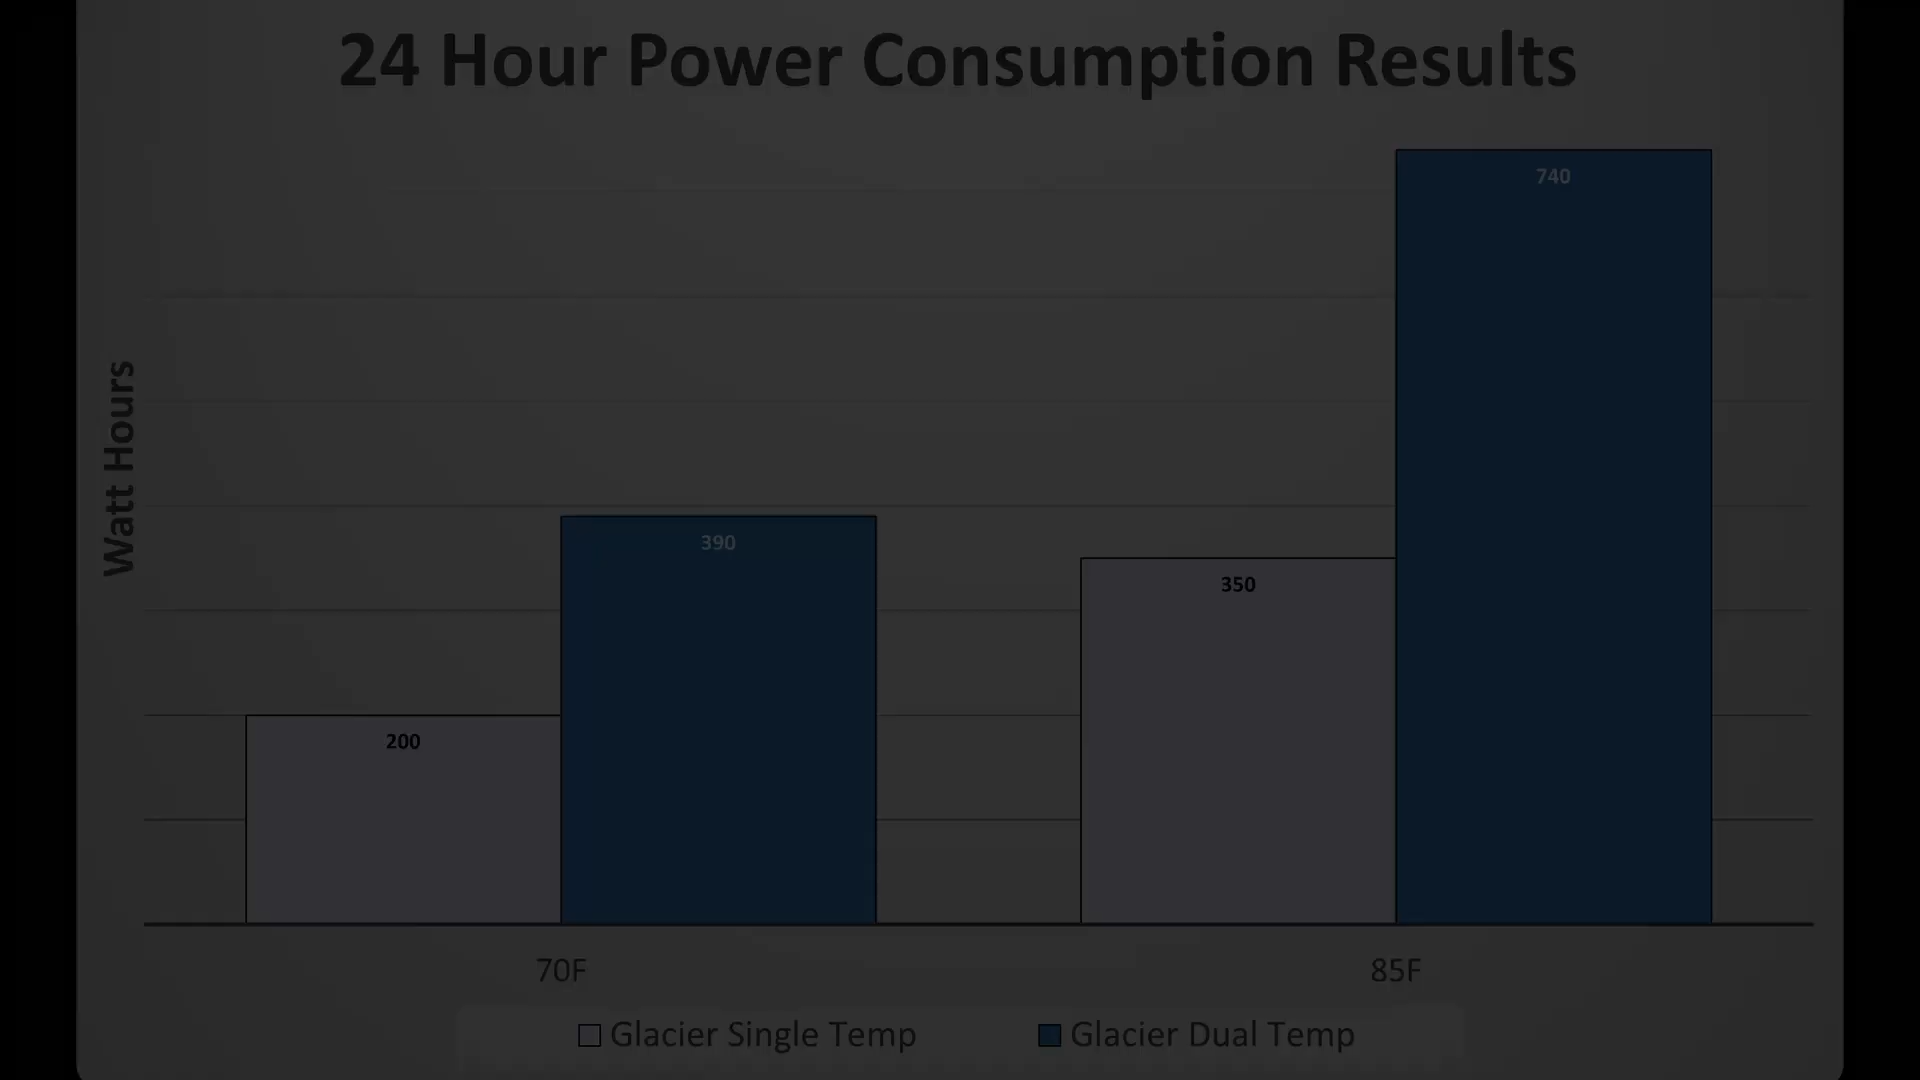 24 Hour Power Consumption Results
740
390
350
200
Watt Hours
70F
85F
Glacier Single Temp
Glacier Dual Temp